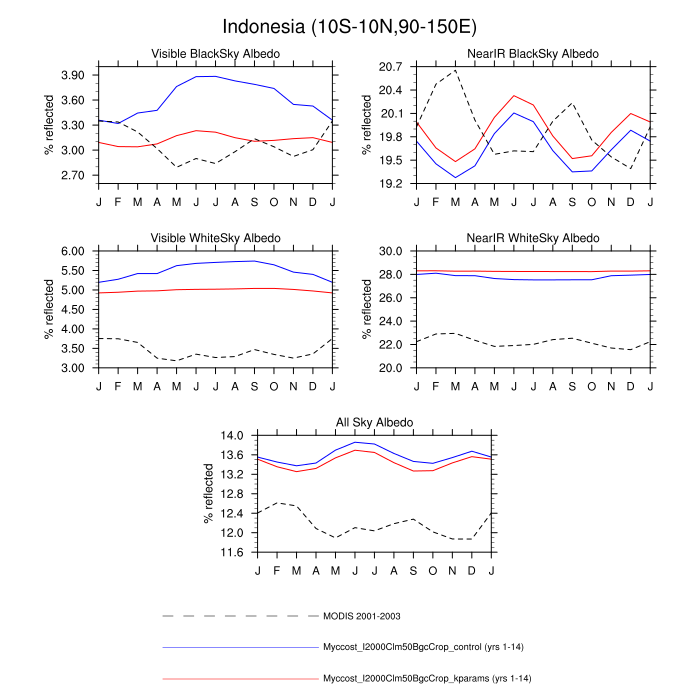 Indonesia (10S-10N,90-150E)
Visible BlackSky Albedo
% reflected
3.90
3.60
3.30
3.00
2.70
J F M A M J J A S O N D J
NearIR BlackSky Albedo
% reflected
20.7
20.4
20.1
19.8
19.5
19.2
J F M A M J J A S O N D J
Visible WhiteSky Albedo
% reflected
6.00
5.50
5.00
4.50
4.00
3.50
3.00
J F M A M J J A S O N D J
NearIR WhiteSky Albedo
% reflected
30.0
28.0
26.0
24.0
22.0
20.0
J F M A M J J A S O N D J
All Sky Albedo
% reflected
14.0
13.6
13.2
12.8
12.4
12.0
11.6
J F M A M J J A S O N D J
MODIS 2001-2003
Myccost_I2000Clm50BgcCrop_control (yrs 1-14)
Myccost_I2000Clm50BgcCrop_kparams (yrs 1-14)